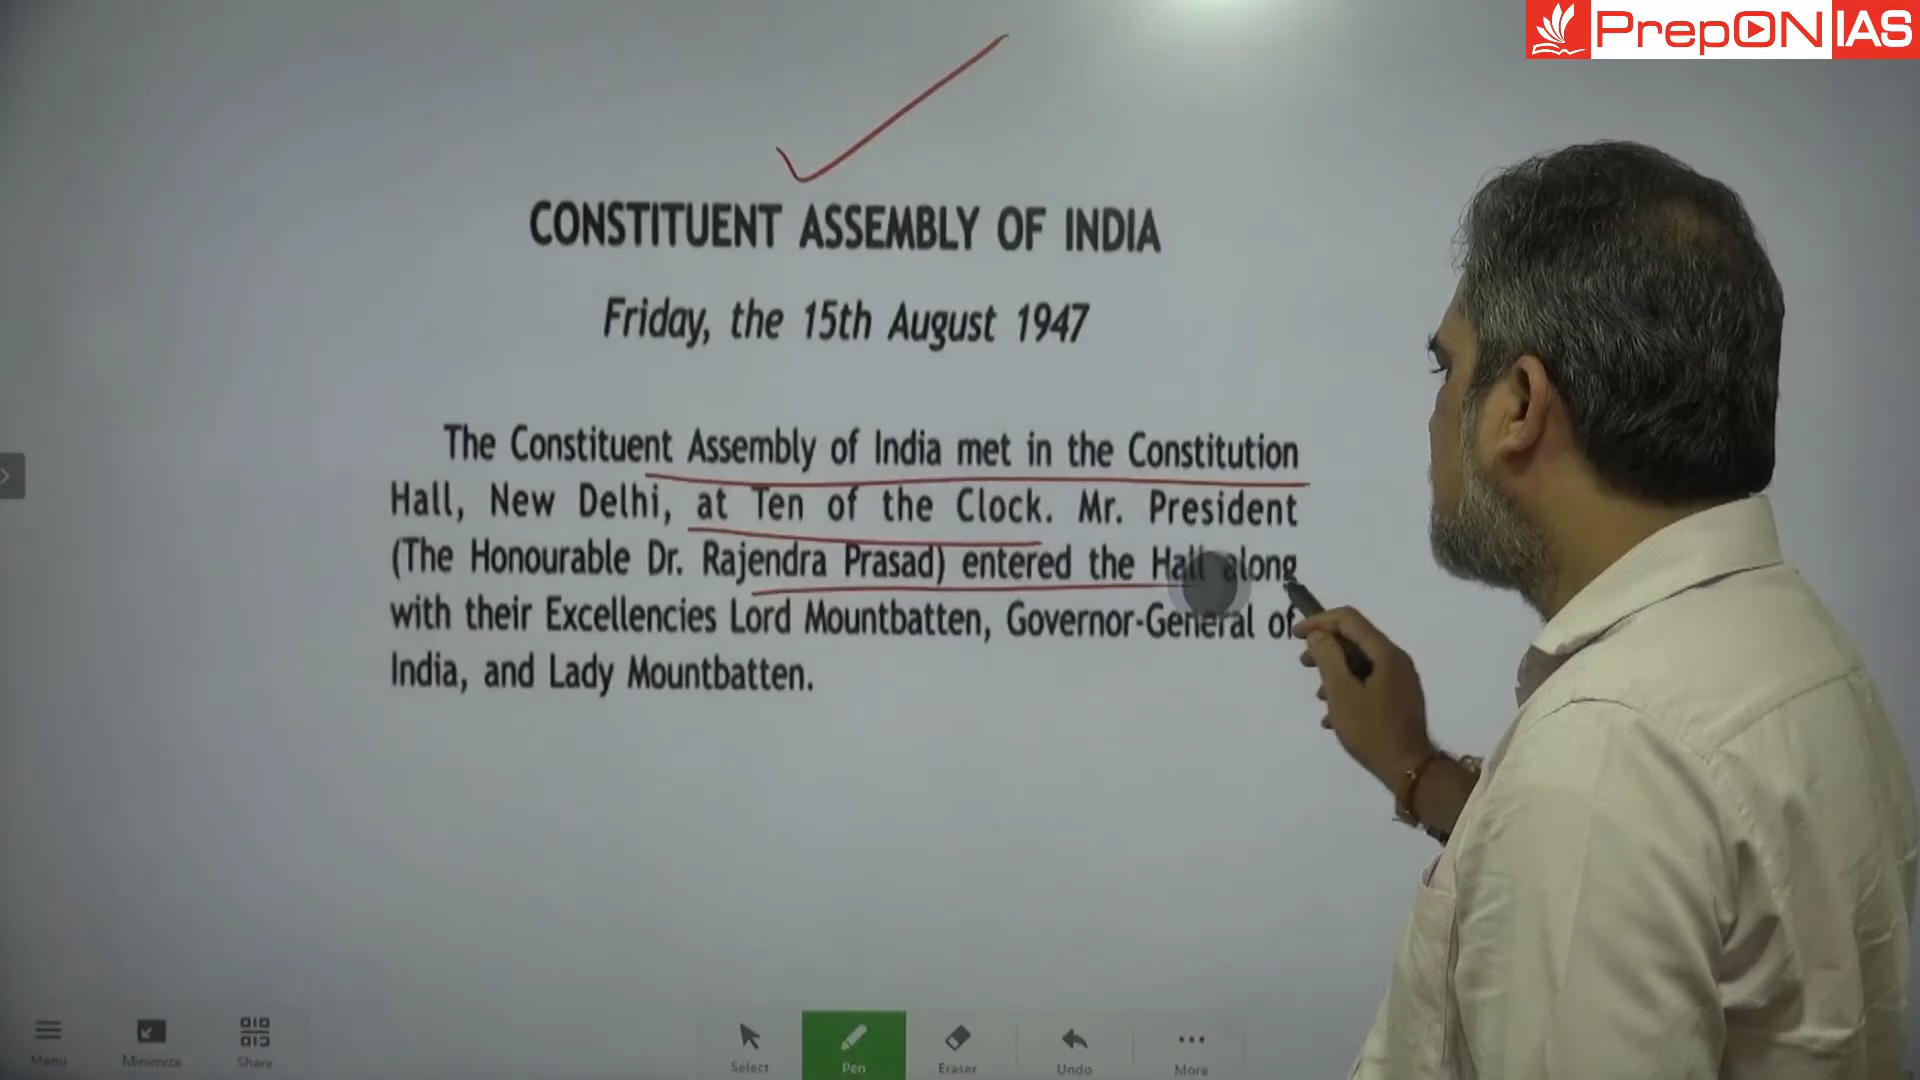 PrepON IAS
CONSTITUENT ASSEMBLY OF INDIA
Friday, the 15th August 1947
The Constituent Assembly of India met in the Constitution
Hall, New Delhi, at Ten of the Clock. Mr. President
(The Honourable Dr. Rajendra Prasad) entered the Hall along
with their Excellencies Lord Mountbatten, Governor-General of
India, and Lady Mountbatten.
Menu
Minimize
Share
Select
Pen
Eraser
Undo
More